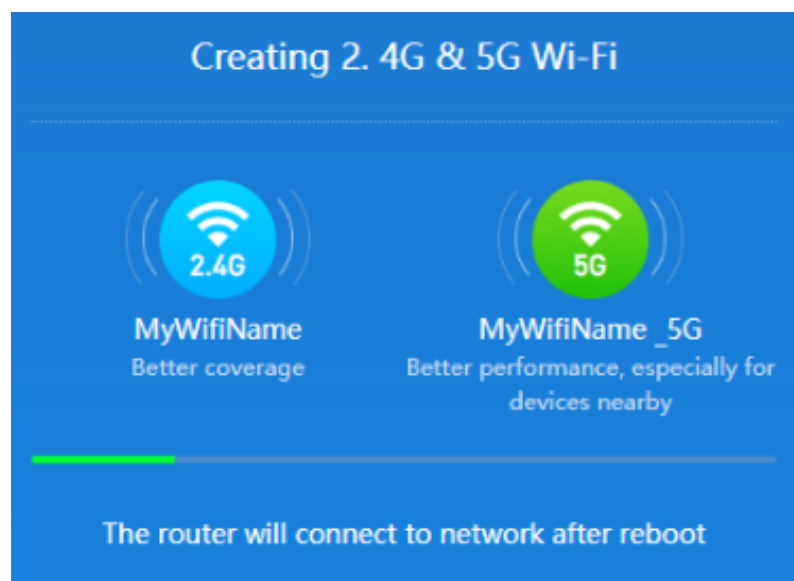 Creating 2. 4G & 5G Wi-Fi
2.4G
5G
MyWifiName
MyWifiName _5G
Better coverage
Better performance, especially for
devices nearby
The router will connect to network after reboot